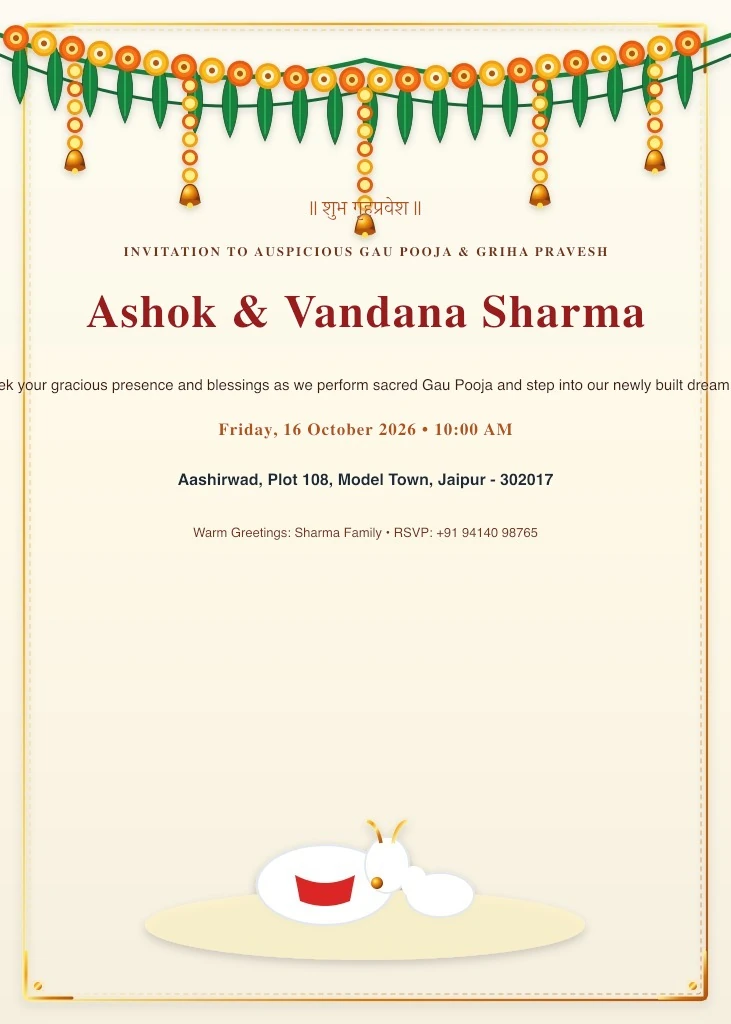 ॥ शुभ गृहप्रवेश ॥
INVITATION TO AUSPICIOUS GAU POOJA & GRIHA PRAVESH
Ashok & Vandana Sharma
your gracious presence and blessings as we perform sacred Gau Pooja and step into our newly built dream
Friday, 16 October 2026 • 10:00 AM
Aashirwad, Plot 108, Model Town, Jaipur - 302017
Warm Greetings: Sharma Family • RSVP: +91 94140 98765